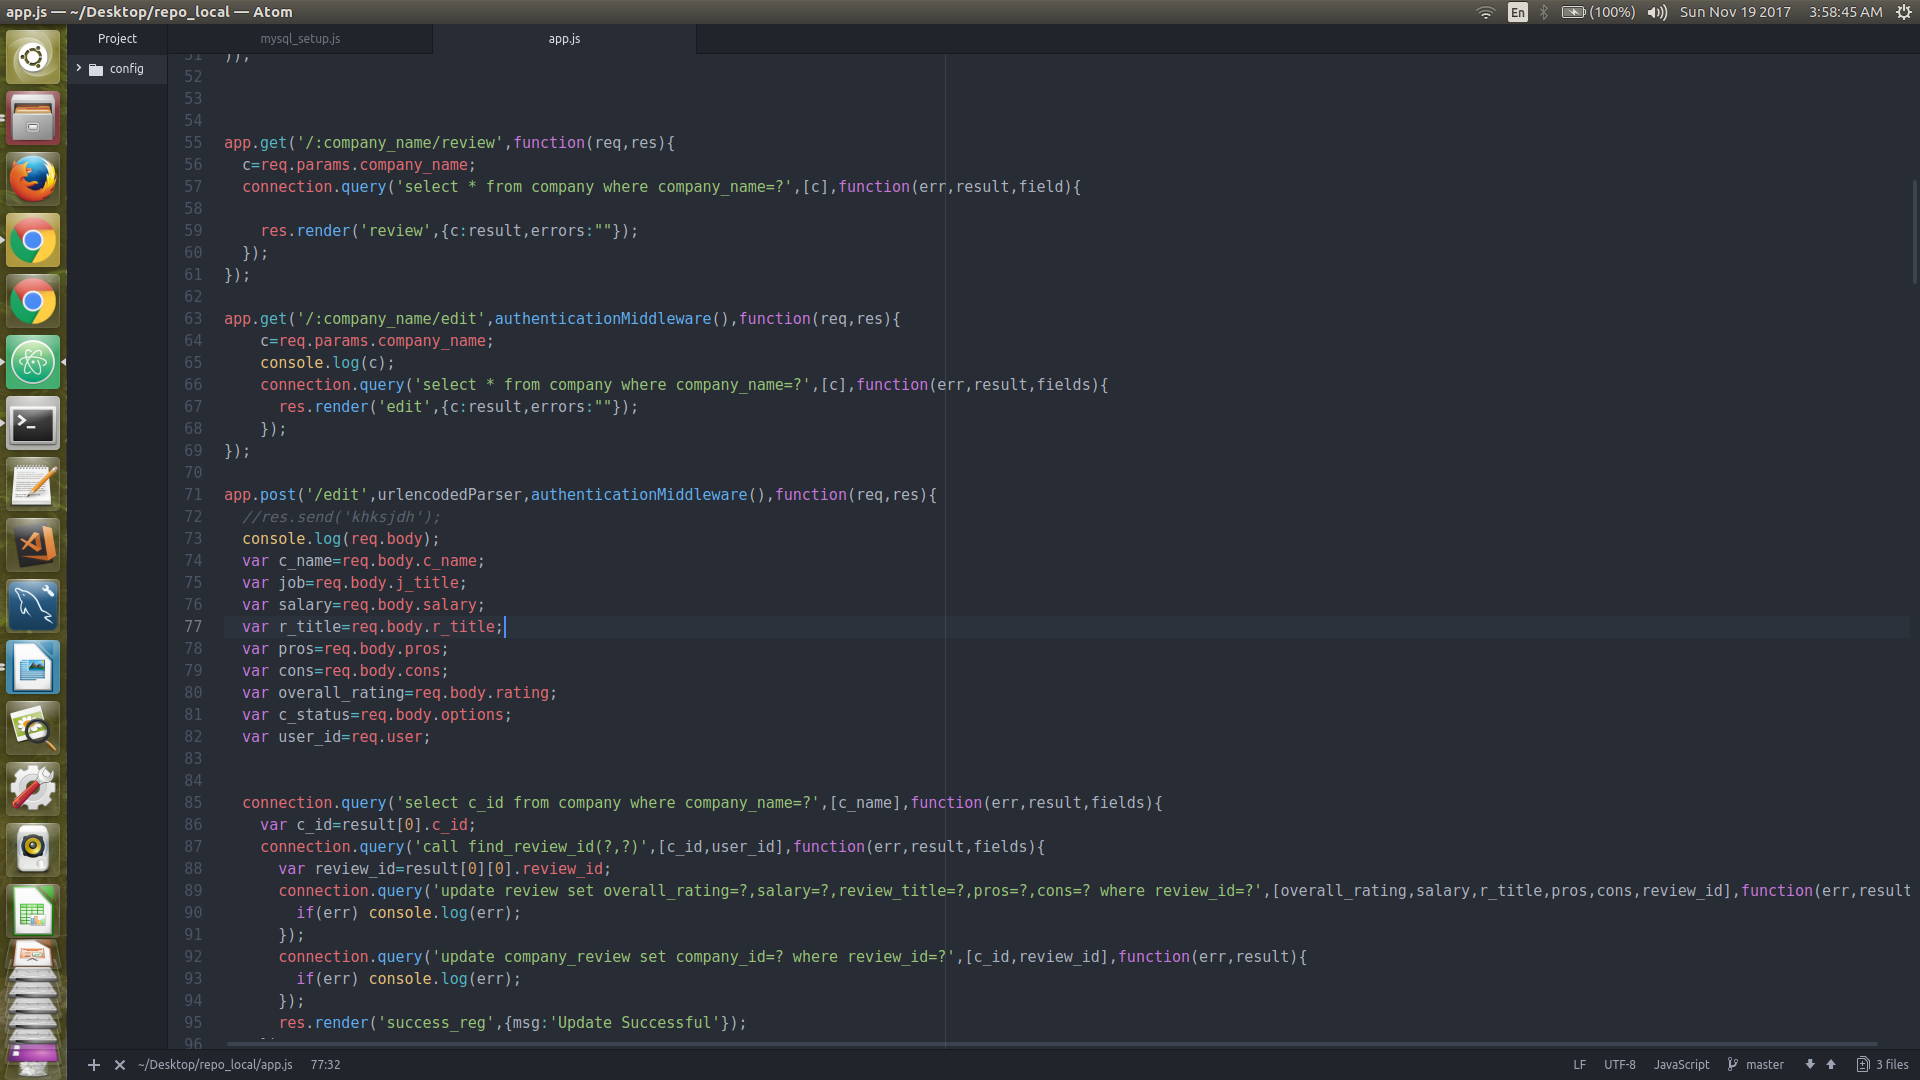 app.js — ~/Desktop/repo_local — Atom
En
(100%)
Sun Nov 19 2017
3:58:45 AM
Project
mysql_setup.js
app.js
config
51 });
52
53
54
55 app.get('/:company_name/review',function(req,res){
56   c=req.params.company_name;
57   connection.query('select * from company where company_name=?',[c],function(err,result,field){
58
59     res.render('review',{c:result,errors:""});
60   });
61 });
62
63 app.get('/:company_name/edit',authenticationMiddleware(),function(req,res){
64     c=req.params.company_name;
65     console.log(c);
66     connection.query('select * from company where company_name=?',[c],function(err,result,fields){
67       res.render('edit',{c:result,errors:""});
68     });
69 });
70
71 app.post('/edit',urlencodedParser,authenticationMiddleware(),function(req,res){
72   //res.send('khksjdh');
73   console.log(req.body);
74   var c_name=req.body.c_name;
75   var job=req.body.j_title;
76   var salary=req.body.salary;
77   var r_title=req.body.r_title;
78   var pros=req.body.pros;
79   var cons=req.body.cons;
80   var overall_rating=req.body.rating;
81   var c_status=req.body.options;
82   var user_id=req.user;
83
84
85   connection.query('select c_id from company where company_name=?',[c_name],function(err,result,fields){
86     var c_id=result[0].c_id;
87     connection.query('call find_review_id(?,?)',[c_id,user_id],function(err,result,fields){
88       var review_id=result[0][0].review_id;
89       connection.query('update review set overall_rating=?,salary=?,review_title=?,pros=?,cons=? where review_id=?',[overall_rating,salary,r_title,pros,cons,review_id],function(err,result
90         if(err) console.log(err);
91       });
92       connection.query('update company_review set company_id=? where review_id=?',[c_id,review_id],function(err,result){
93         if(err) console.log(err);
94       });
95       res.render('success_reg',{msg:'Update Successful'});
96
~/Desktop/repo_local/app.js
77:32
LF
UTF-8
JavaScript
master
3 files